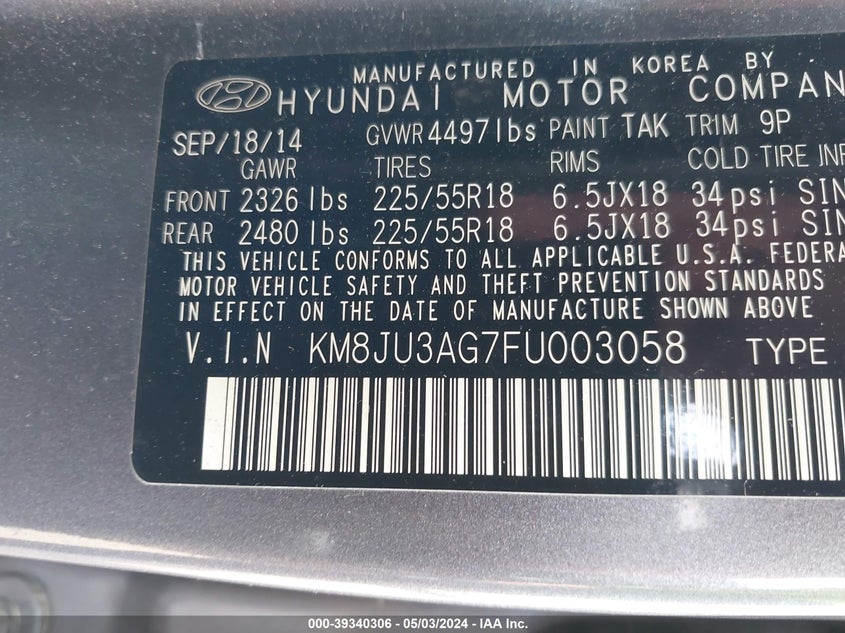 MANUFACTURED IN KOREA BY
HYUNDAI MOTOR COMPAN
SEP/18/14 GVWR 4497lbs PAINT TAK TRIM 9P
GAWR TIRES RIMS COLD TIRE INF
FRONT 2326 lbs 225/55R18 6.5JX18 34psi SIN
REAR 2480 lbs 225/55R18 6.5JX18 34psi SIN
THIS VEHICLE CONFORMS TO ALL APPLICABLE U.S.A. FEDERA
MOTOR VEHICLE SAFETY AND THEFT PREVENTION STANDARDS
IN EFFECT ON THE DATE OF MANUFACTURE SHOWN ABOVE
V.I.N KM8JU3AG7FU003058 TYPE
000-39340306 - 05/03/2024 - IAA Inc.